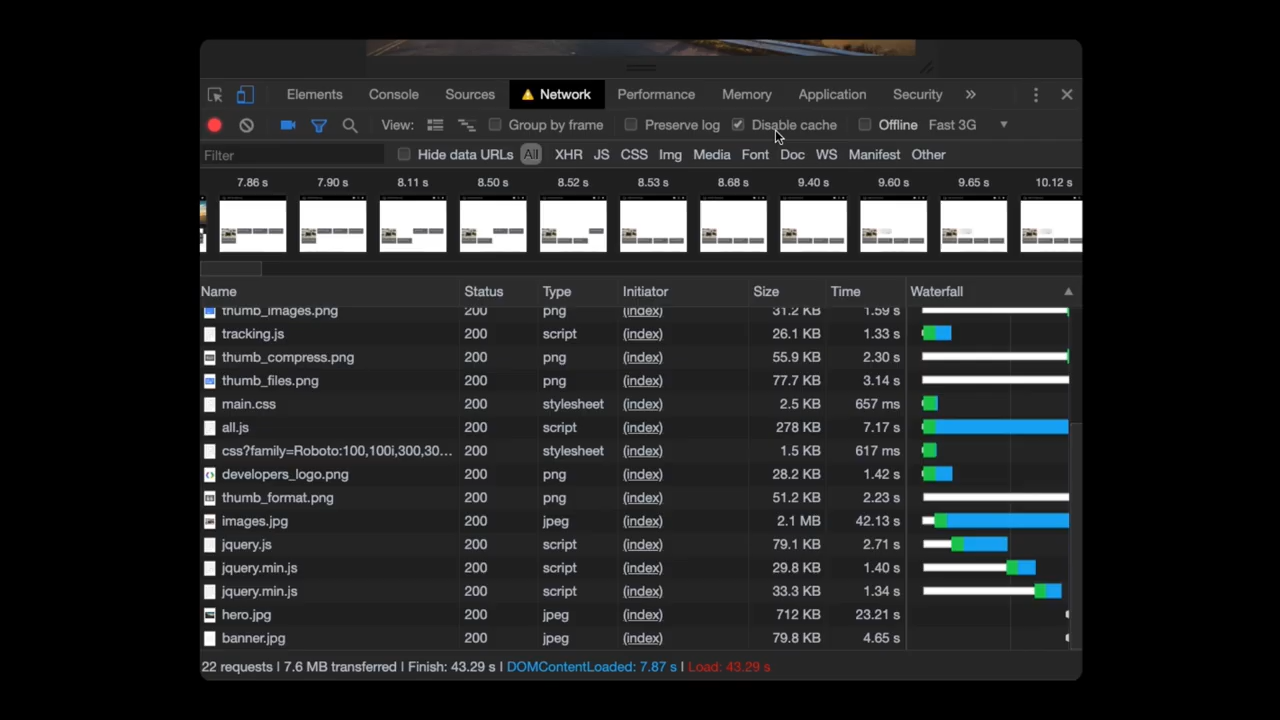 Elements Console Sources Network Performance Memory Application Security »
View: Group by frame Preserve log Disable cache Offline Fast 3G
Filter Hide data URLs All XHR JS CSS Img Media Font Doc WS Manifest Other
7.86 s 7.90 s 8.11 s 8.50 s 8.52 s 8.53 s 8.68 s 9.40 s 9.60 s 9.65 s 10.12 s
Name Status Type Initiator Size Time Waterfall
thumb_images.png 200 png (index) 31.2 KB 1.59 s
tracking.js 200 script (index) 26.1 KB 1.33 s
thumb_compress.png 200 png (index) 55.9 KB 2.30 s
thumb_files.png 200 png (index) 77.7 KB 3.14 s
main.css 200 stylesheet (index) 2.5 KB 657 ms
all.js 200 script (index) 278 KB 7.17 s
css?family=Roboto:100,100i,300,30... 200 stylesheet (index) 1.5 KB 617 ms
developers_logo.png 200 png (index) 28.2 KB 1.42 s
thumb_format.png 200 png (index) 51.2 KB 2.23 s
images.jpg 200 jpeg (index) 2.1 MB 42.13 s
jquery.js 200 script (index) 79.1 KB 2.71 s
jquery.min.js 200 script (index) 29.8 KB 1.40 s
jquery.min.js 200 script (index) 33.3 KB 1.34 s
hero.jpg 200 jpeg (index) 712 KB 23.21 s
banner.jpg 200 jpeg (index) 79.8 KB 4.65 s
22 requests | 7.6 MB transferred | Finish: 43.29 s | DOMContentLoaded: 7.87 s | Load: 43.29 s